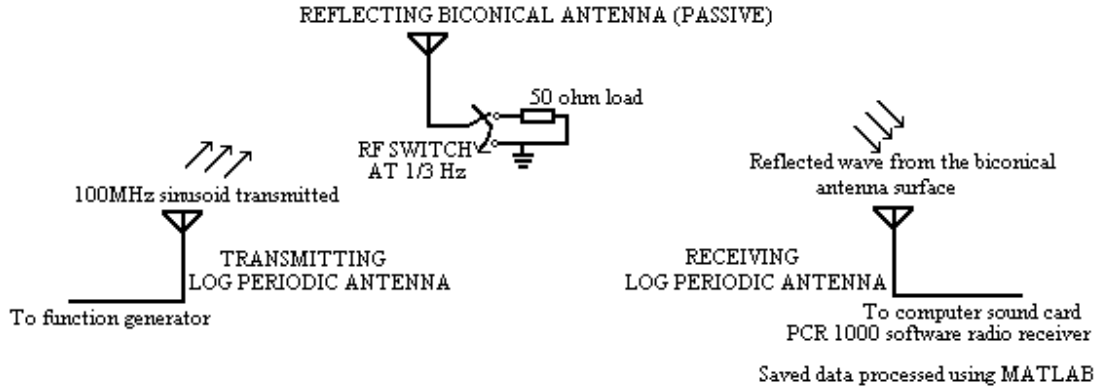 REFLECTING BICONICAL ANTENNA (PASSIVE)
50 ohm load
RF SWITCH
AT 1/3 Hz
100MHz sinusoid transmitted
Reflected wave from the biconical
antenna surface
TRANSMITTING
LOG PERIODIC ANTENNA
RECEIVING
LOG PERIODIC ANTENNA
To function generator
To computer sound card
PCR 1000 software radio receiver
Saved data processed using MATLAB